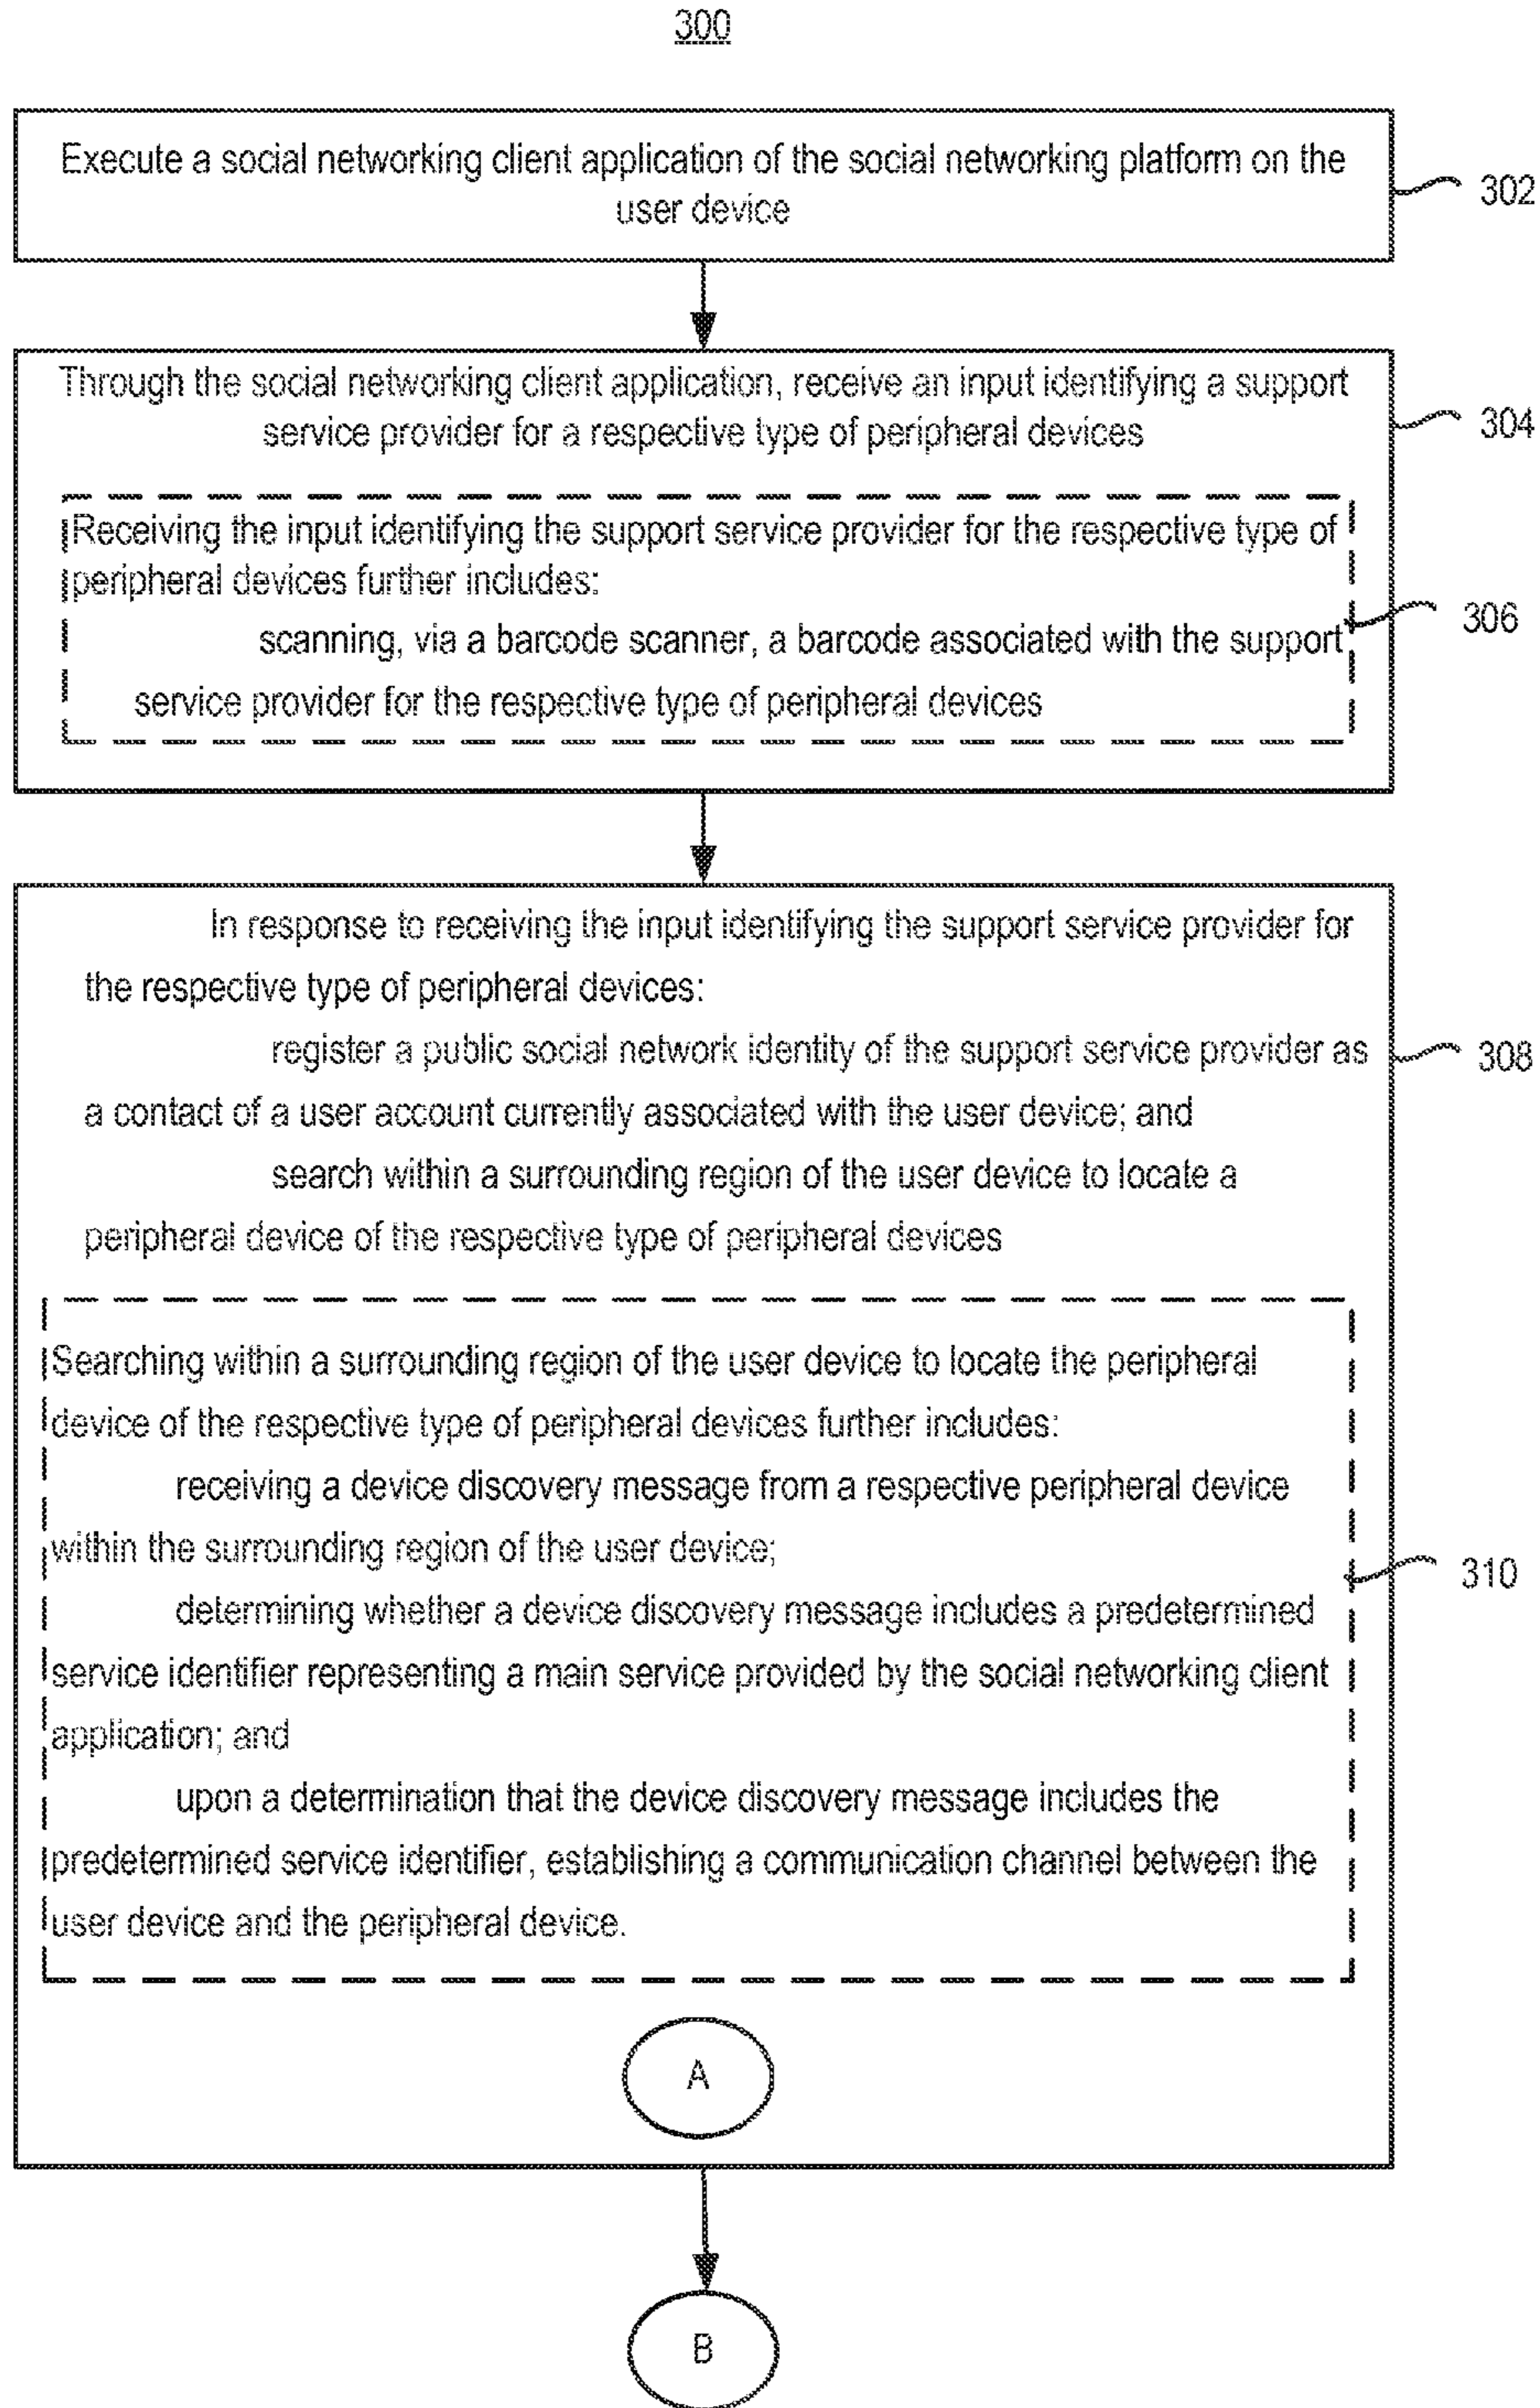 300
Execute a social networking client application of the social networking platform on the
user device
302
Through the social networking client application, receive an input identifying a support
service provider for a respective type of peripheral devices
304
Receiving the input identifying the support service provider for the respective type of
peripheral devices further includes:
scanning, via a barcode scanner, a barcode associated with the support
service provider for the respective type of peripheral devices
306
In response to receiving the input identifying the support service provider for
the respective type of peripheral devices:
register a public social network identity of the support service provider as
a contact of a user account currently associated with the user device; and
search within a surrounding region of the user device to locate a
peripheral device of the respective type of peripheral devices
308
Searching within a surrounding region of the user device to locate the peripheral
device of the respective type of peripheral devices further includes:
receiving a device discovery message from a respective peripheral device
within the surrounding region of the user device;
determining whether a device discovery message includes a predetermined
service identifier representing a main service provided by the social networking client
application; and
upon a determination that the device discovery message includes the
predetermined service identifier, establishing a communication channel between the
user device and the peripheral device.
310
A
B